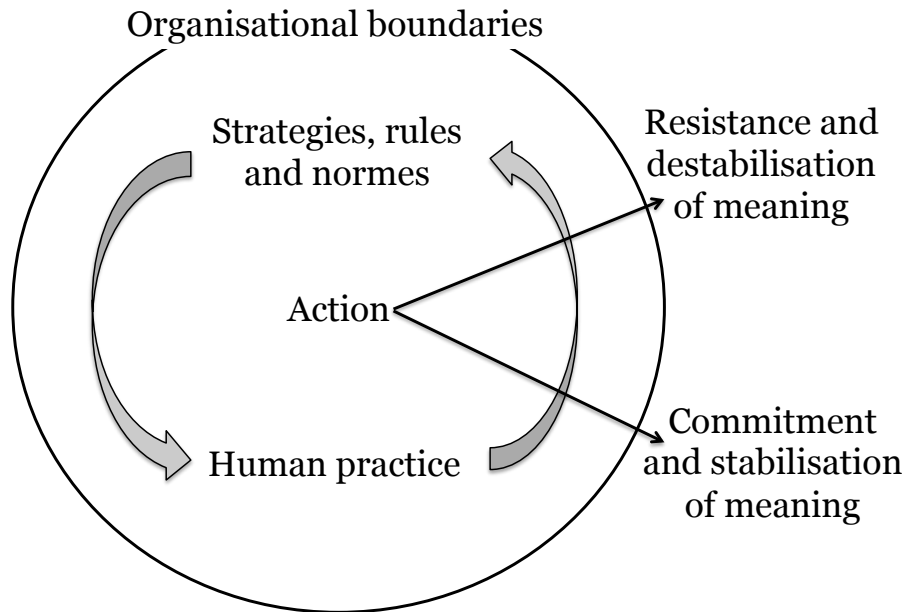 Organisational boundaries
Strategies, rules
and normes
Resistance and
destabilisation
of meaning
Action
Human practice
Commitment
and stabilisation
of meaning